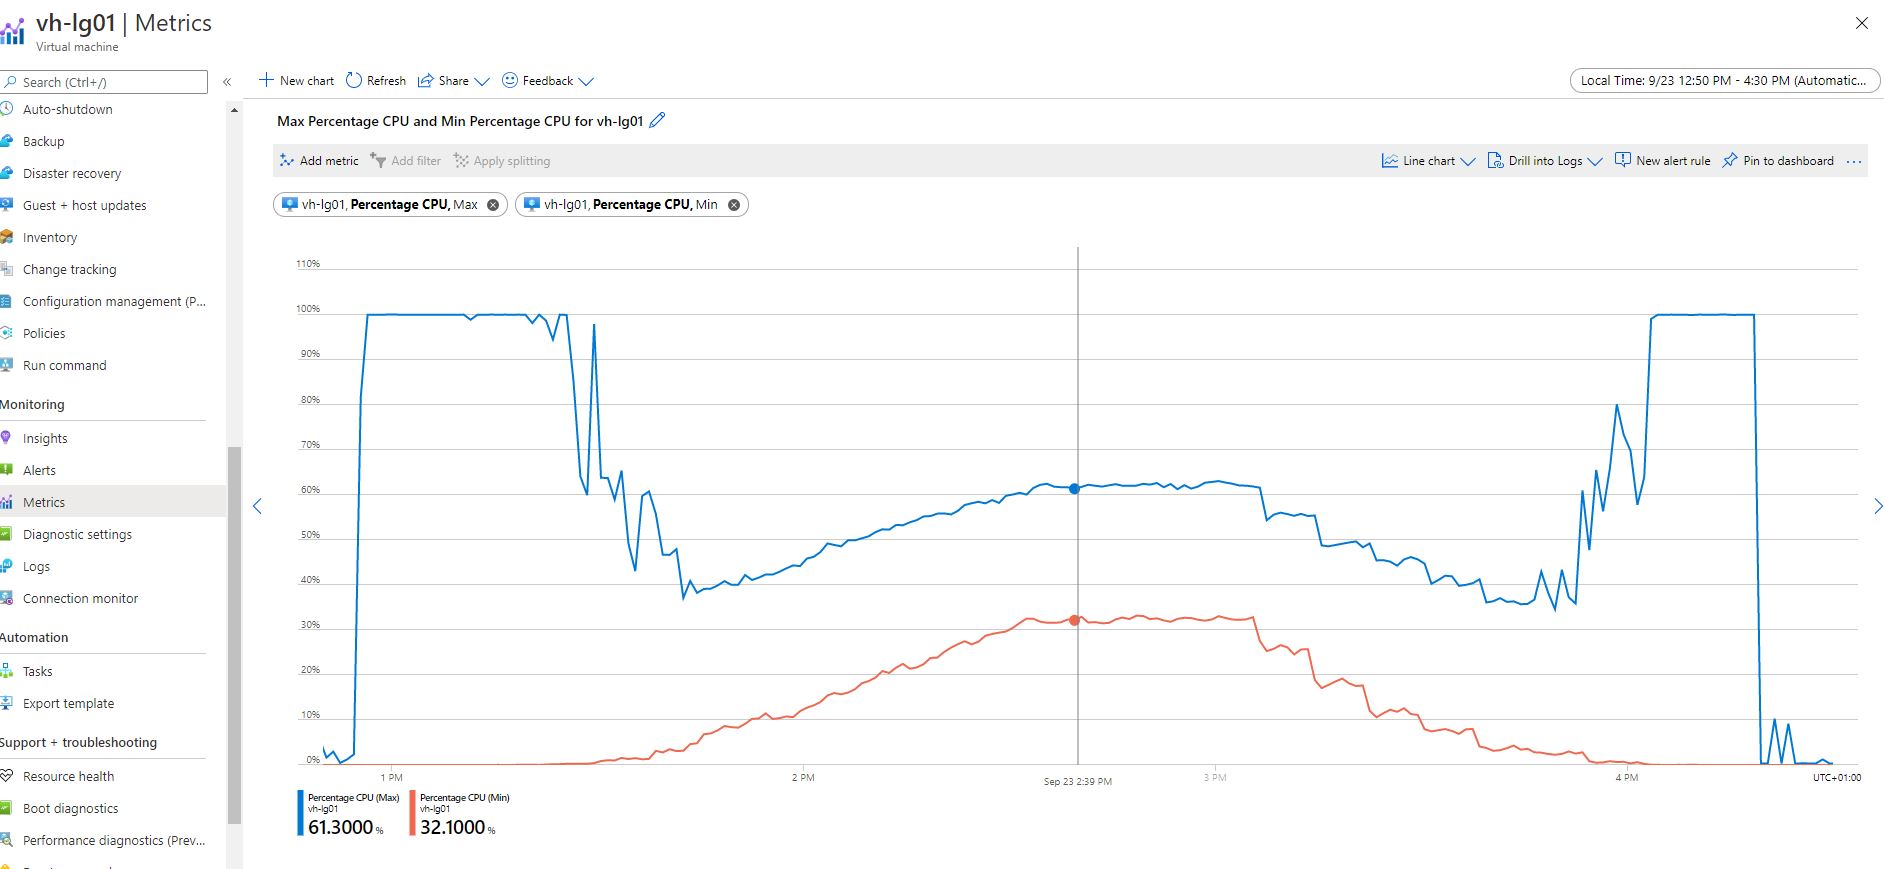 vh-lg01 | Metrics
Virtual machine
Search (Ctrl+/)
«
Auto-shutdown
Backup
Disaster recovery
Guest + host updates
Inventory
Change tracking
Configuration management (P...
Policies
Run command
Monitoring
Insights
Alerts
Metrics
Diagnostic settings
Logs
Connection monitor
Automation
Tasks
Export template
Support + troubleshooting
Resource health
Boot diagnostics
Performance diagnostics (Prev...
New chart Refresh Share Feedback
Local Time: 9/23 12:50 PM - 4:30 PM (Automatic...
Max Percentage CPU and Min Percentage CPU for vh-lg01
Add metric Add filter Apply splitting Line chart Drill into Logs New alert rule Pin to dashboard ...
vh-lg01, Percentage CPU, Max vh-lg01, Percentage CPU, Min
110%
100%
90%
80%
70%
60%
50%
40%
30%
20%
10%
0%
1 PM 2 PM Sep 23 2:39 PM 3 PM 4 PM UTC+01:00
Percentage CPU (Max) Percentage CPU (Min)
vh-lg01 vh-lg01
61.3000 % 32.1000 %